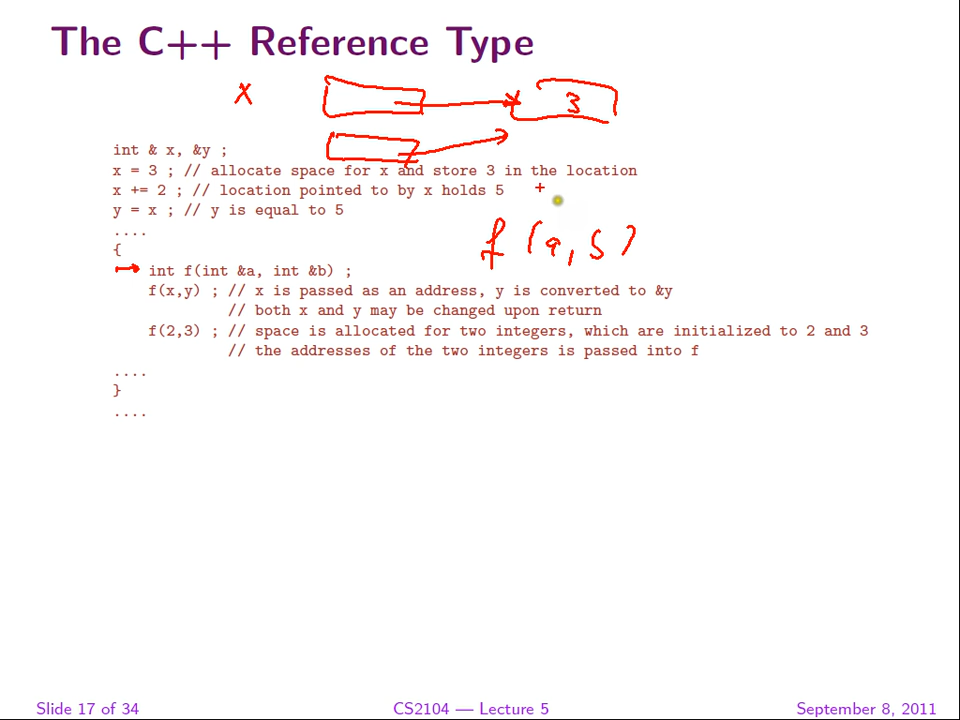 The C++ Reference Type
x
3
int & x, &y ;
x = 3 ; // allocate space for x and store 3 in the location
x += 2 ; // location pointed to by x holds 5
y = x ; // y is equal to 5
....
f (a, 5)
{
int f(int &a, int &b) ;
f(x,y) ; // x is passed as an address, y is converted to &y
// both x and y may be changed upon return
f(2,3) ; // space is allocated for two integers, which are initialized to 2 and 3
// the addresses of the two integers is passed into f
....
}
....
Slide 17 of 34 CS2104 — Lecture 5 September 8, 2011